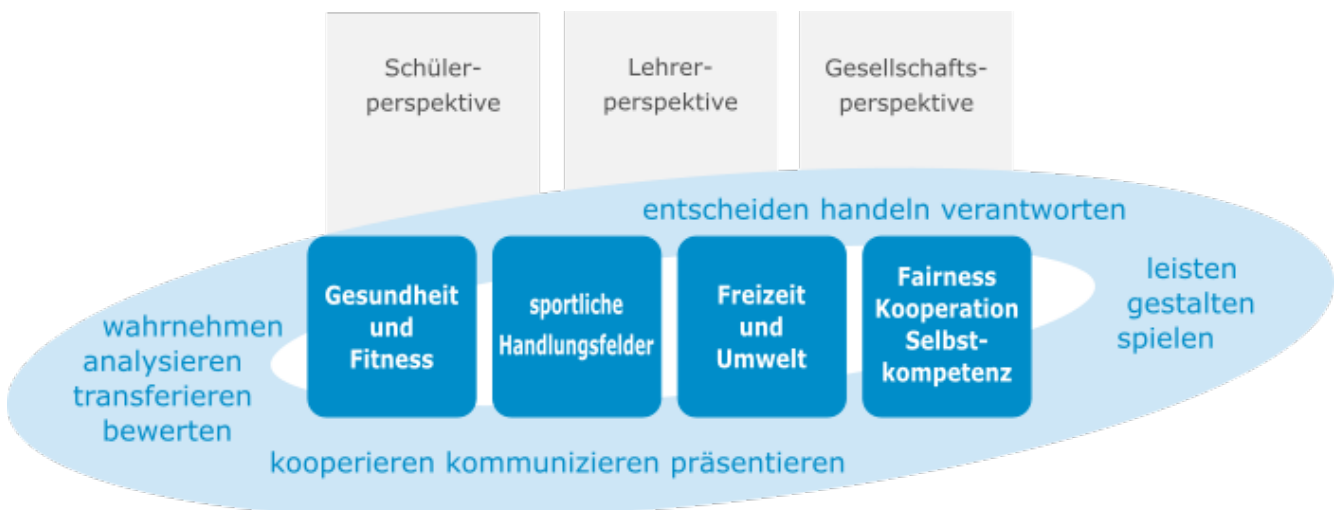 Schüler-
perspektive
Lehrer-
perspektive
Gesellschafts-
perspektive
entscheiden handeln verantworten
Gesundheit
und
Fitness
sportliche
Handlungsfelder
Freizeit
und
Umwelt
Fairness
Kooperation
Selbst-
kompetenz
leisten
gestalten
spielen
wahrnehmen
analysieren
transferieren
bewerten
kooperieren kommunizieren präsentieren